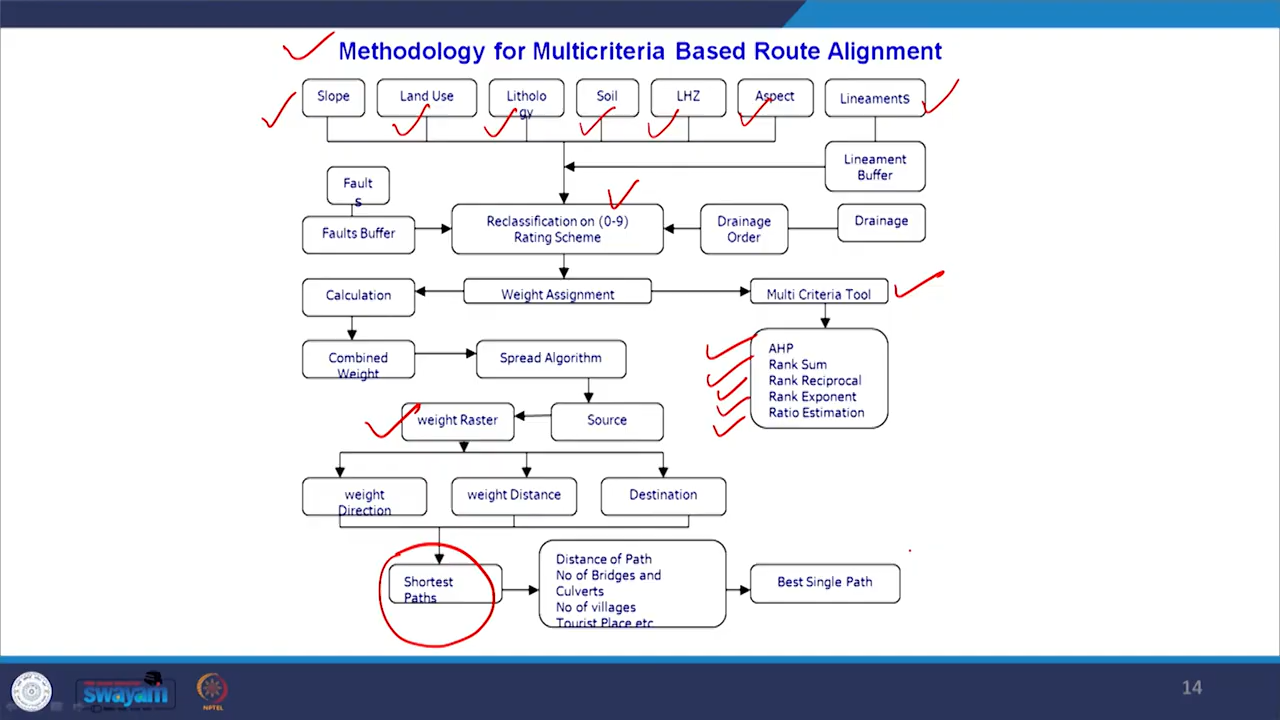 Methodology for Multicriteria Based Route Alignment
Slope
Land Use
Litholo
gy
Soil
LHZ
Aspect
Lineaments
Lineament
Buffer
Fault
s
Faults Buffer
Reclassification on (0-9)
Rating Scheme
Drainage
Order
Drainage
Calculation
Weight Assignment
Multi Criteria Tool
Combined
Weight
Spread Algorithm
AHP
Rank Sum
Rank Reciprocal
Rank Exponent
Ratio Estimation
weight Raster
Source
weight
Direction
weight Distance
Destination
Shortest
Paths
Distance of Path
No of Bridges and
Culverts
No of villages
Tourist Place etc
Best Single Path
swayam
NPTEL
14